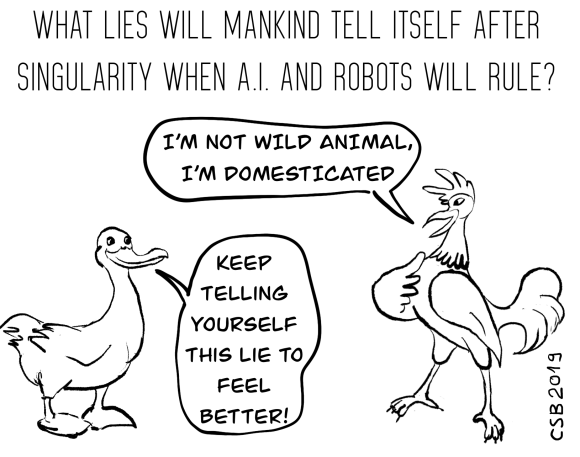 WHAT LIES WILL MANKIND TELL ITSELF AFTER
SINGULARITY WHEN A.I. AND ROBOTS WILL RULE?
I'M NOT WILD ANIMAL,
I'M DOMESTICATED
KEEP
TELLING
YOURSELF
THIS LIE TO
FEEL
BETTER!
CSB 2019